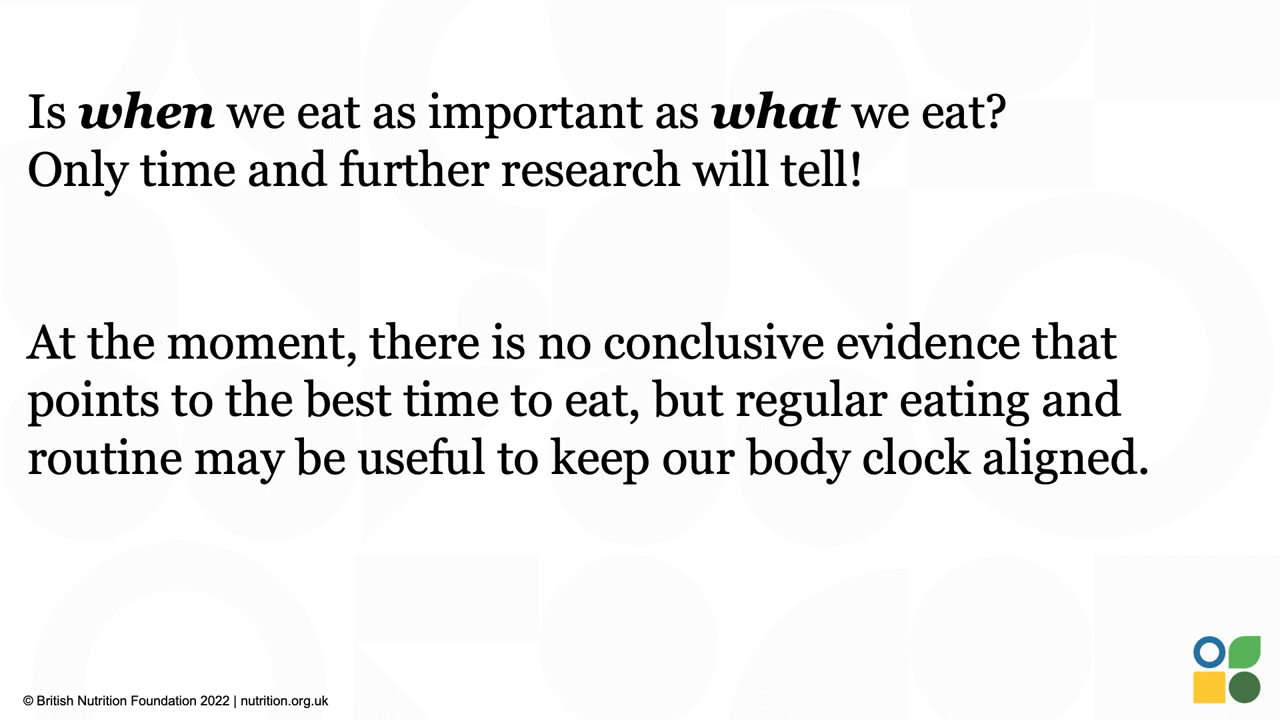 Is when we eat as important as what we eat?
Only time and further research will tell!
At the moment, there is no conclusive evidence that
points to the best time to eat, but regular eating and
routine may be useful to keep our body clock aligned.
© British Nutrition Foundation 2022 | nutrition.org.uk